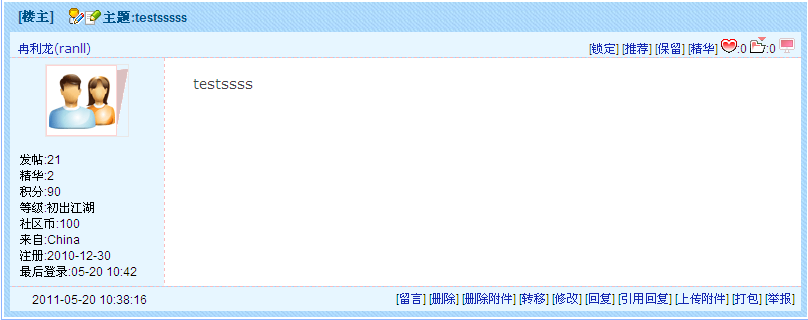 [楼主] 主题:testsssss
冉利龙(ranll) [锁定] [推荐] [保留] [精华] :0 7:0
testssss
发帖:21
精华:2
积分:90
等级:初出江湖
社区币:100
来自:China
注册:2010-12-30
最后登录:05-20 10:42
2011-05-20 10:38:16 [留言] [删除] [删除附件] [转移] [修改] [回复] [引用回复] [上传附件] [打包] [举报]